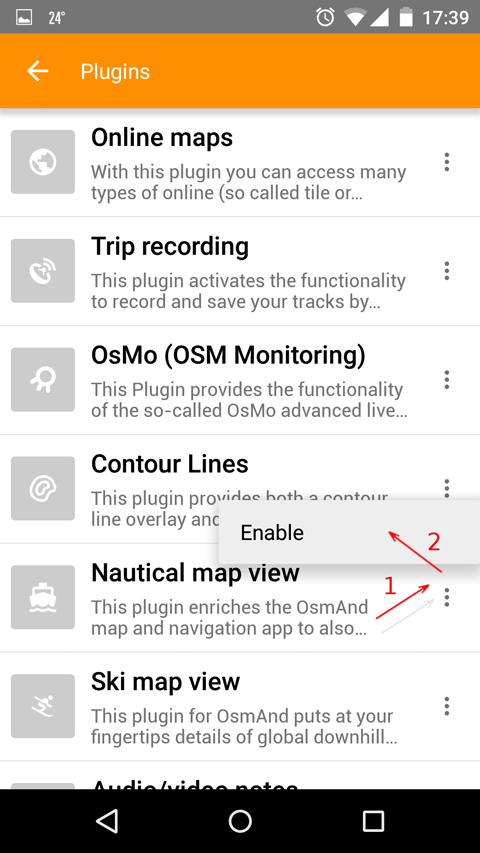 24°
17:39
Plugins
Online maps
With this plugin you can access many
types of online (so called tile or…
Trip recording
This plugin activates the functionality
to record and save your tracks by…
OsMo (OSM Monitoring)
This Plugin provides the functionality
of the so-called OsMo advanced live…
Contour Lines
This plugin provides both a contour
line overlay and
Enable
2
Nautical map view
1
This plugin enriches the OsmAnd
map and navigation app to also…
Ski map view
This plugin for OsmAnd puts at your
fingertips details of global downhill…
Audio/video notes